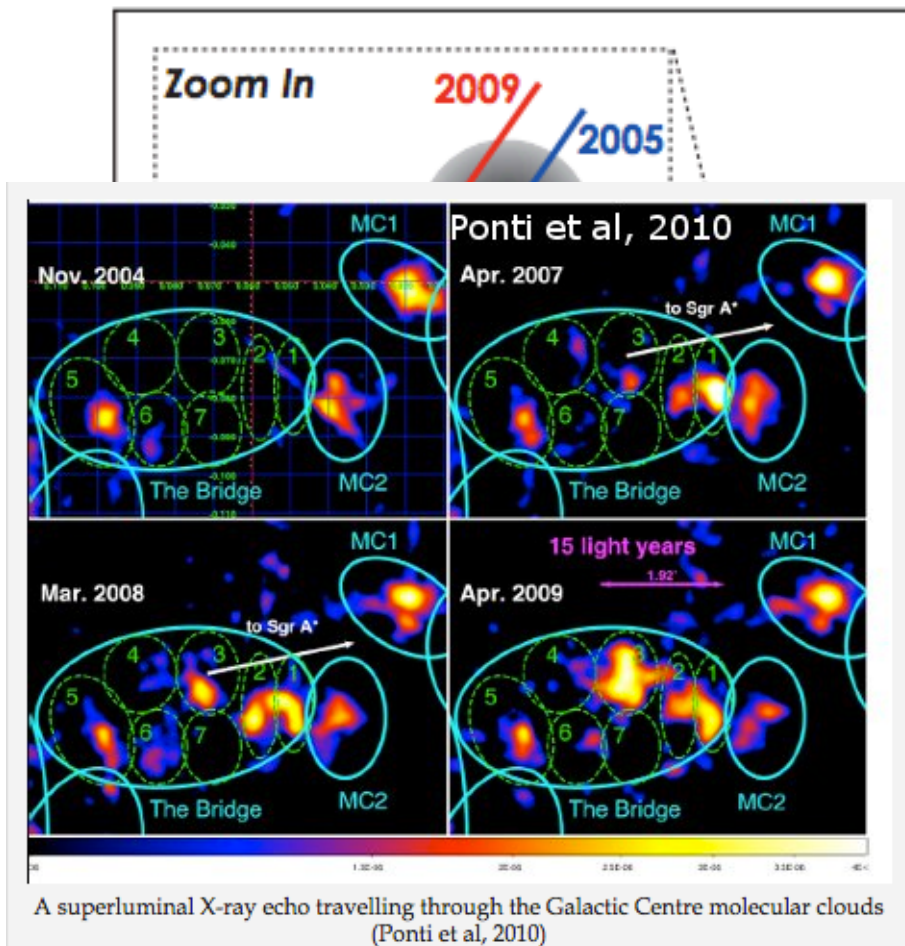 Zoom In
2009
2005
Ponti et al, 2010
Nov. 2004
MC1
4
3
2
1
5
6
7
The Bridge
MC2
Apr. 2007
MC1
to Sgr A*
4
3
2
1
5
6
7
The Bridge
MC2
Mar. 2008
MC1
to Sgr A*
4
3
2
1
5
6
7
The Bridge
MC2
15 light years
1.92'
Apr. 2009
MC1
4
3
2
1
5
6
7
The Bridge
MC2
A superluminal X-ray echo travelling through the Galactic Centre molecular clouds
(Ponti et al, 2010)